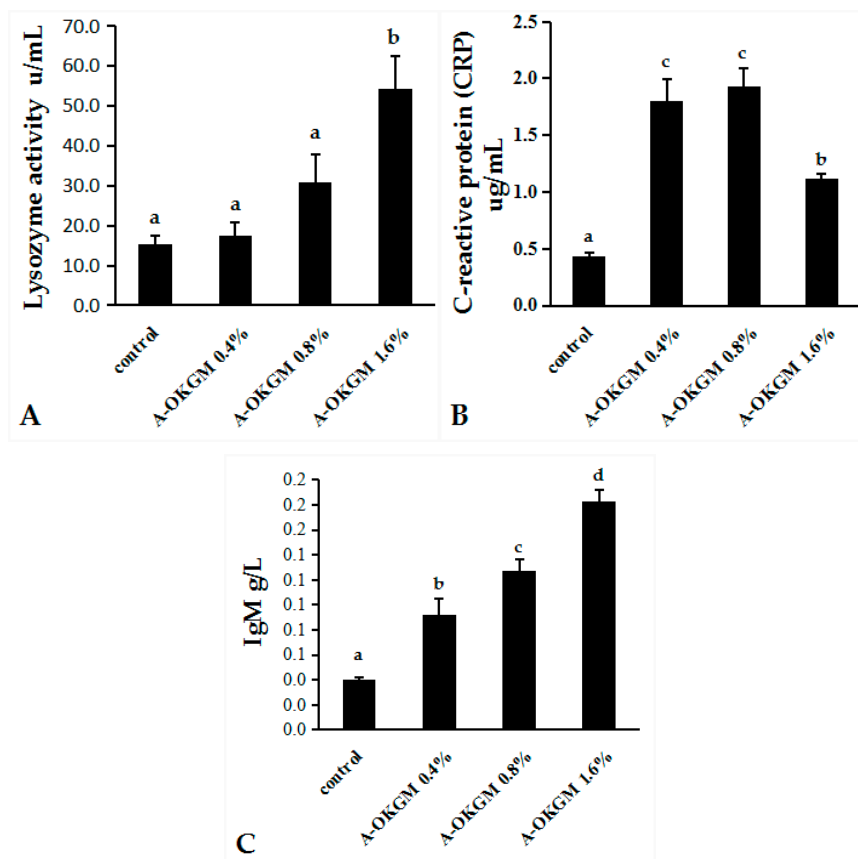 Lysozyme activity u/mL
70.0
60.0
50.0
40.0
30.0
20.0
10.0
0.0
a
a
a
b
control
A-OKGM 0.4%
A-OKGM 0.8%
A-OKGM 1.6%
A
C-reactive protein (CRP)
ug/mL
2.5
2.0
1.5
1.0
0.5
0.0
a
c
c
b
control
A-OKGM 0.4%
A-OKGM 0.8%
A-OKGM 1.6%
B
IgM g/L
0.2
0.2
0.2
0.1
0.1
0.1
0.1
0.1
0.0
0.0
0.0
a
b
c
d
control
A-OKGM 0.4%
A-OKGM 0.8%
A-OKGM 1.6%
C